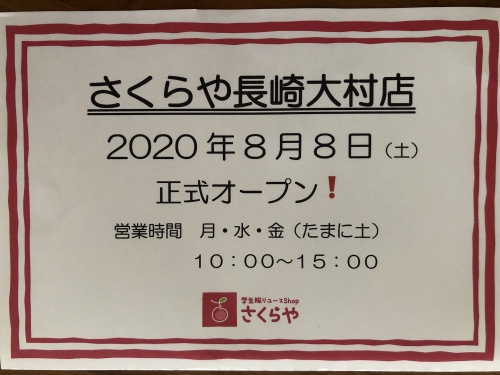 さくらや長崎大村店
2020年8月8日（土）
正式オープン❗
営業時間　月・水・金（たまに土）
10：00～15：00
学生服リユースShop
さくらや